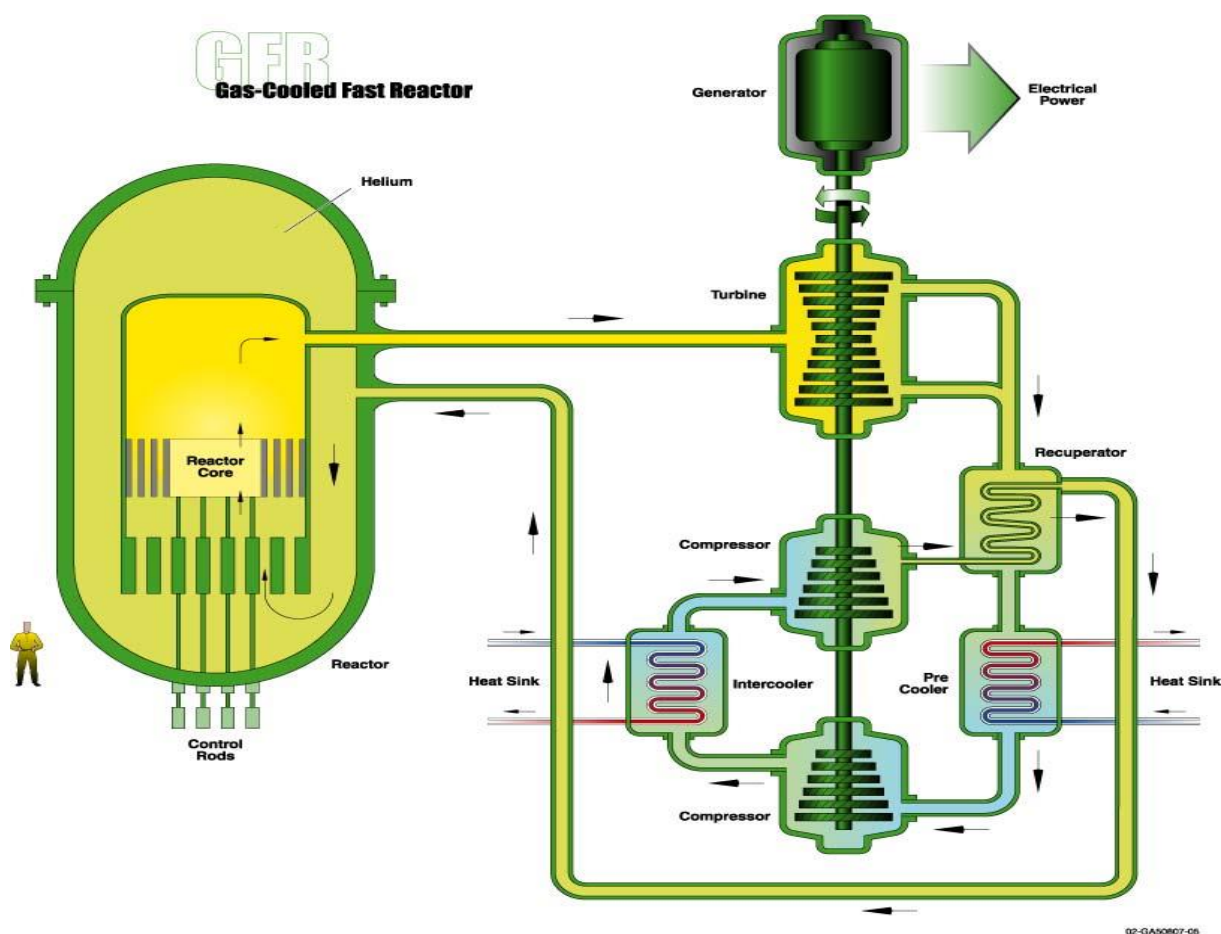 GFR
Gas-Cooled Fast Reactor
Generator
Electrical
Power
Helium
Turbine
Recuperator
Reactor
Core
Compressor
Reactor
Heat Sink
Intercooler
Pre
Cooler
Heat Sink
Control
Rods
Compressor
02-GA50807-05